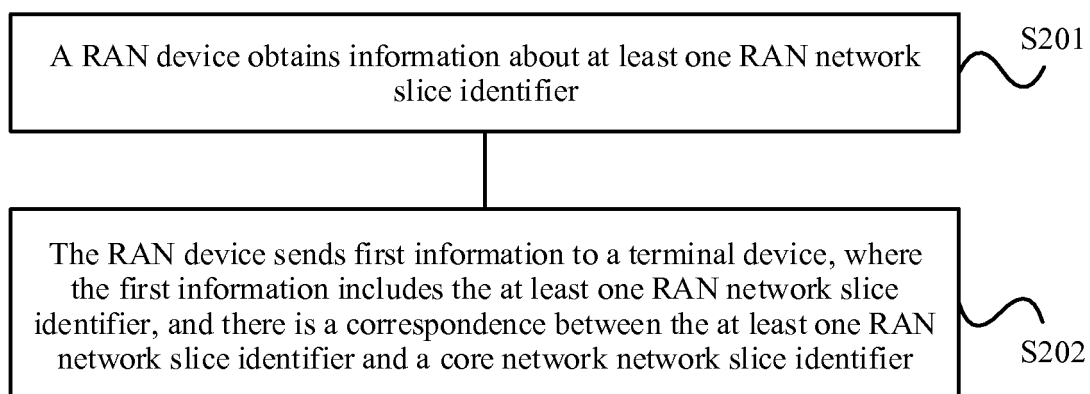 A RAN device obtains information about at least one RAN network
slice identifier
S201
The RAN device sends first information to a terminal device, where
the first information includes the at least one RAN network slice
identifier, and there is a correspondence between the at least one RAN
network slice identifier and a core network network slice identifier
S202